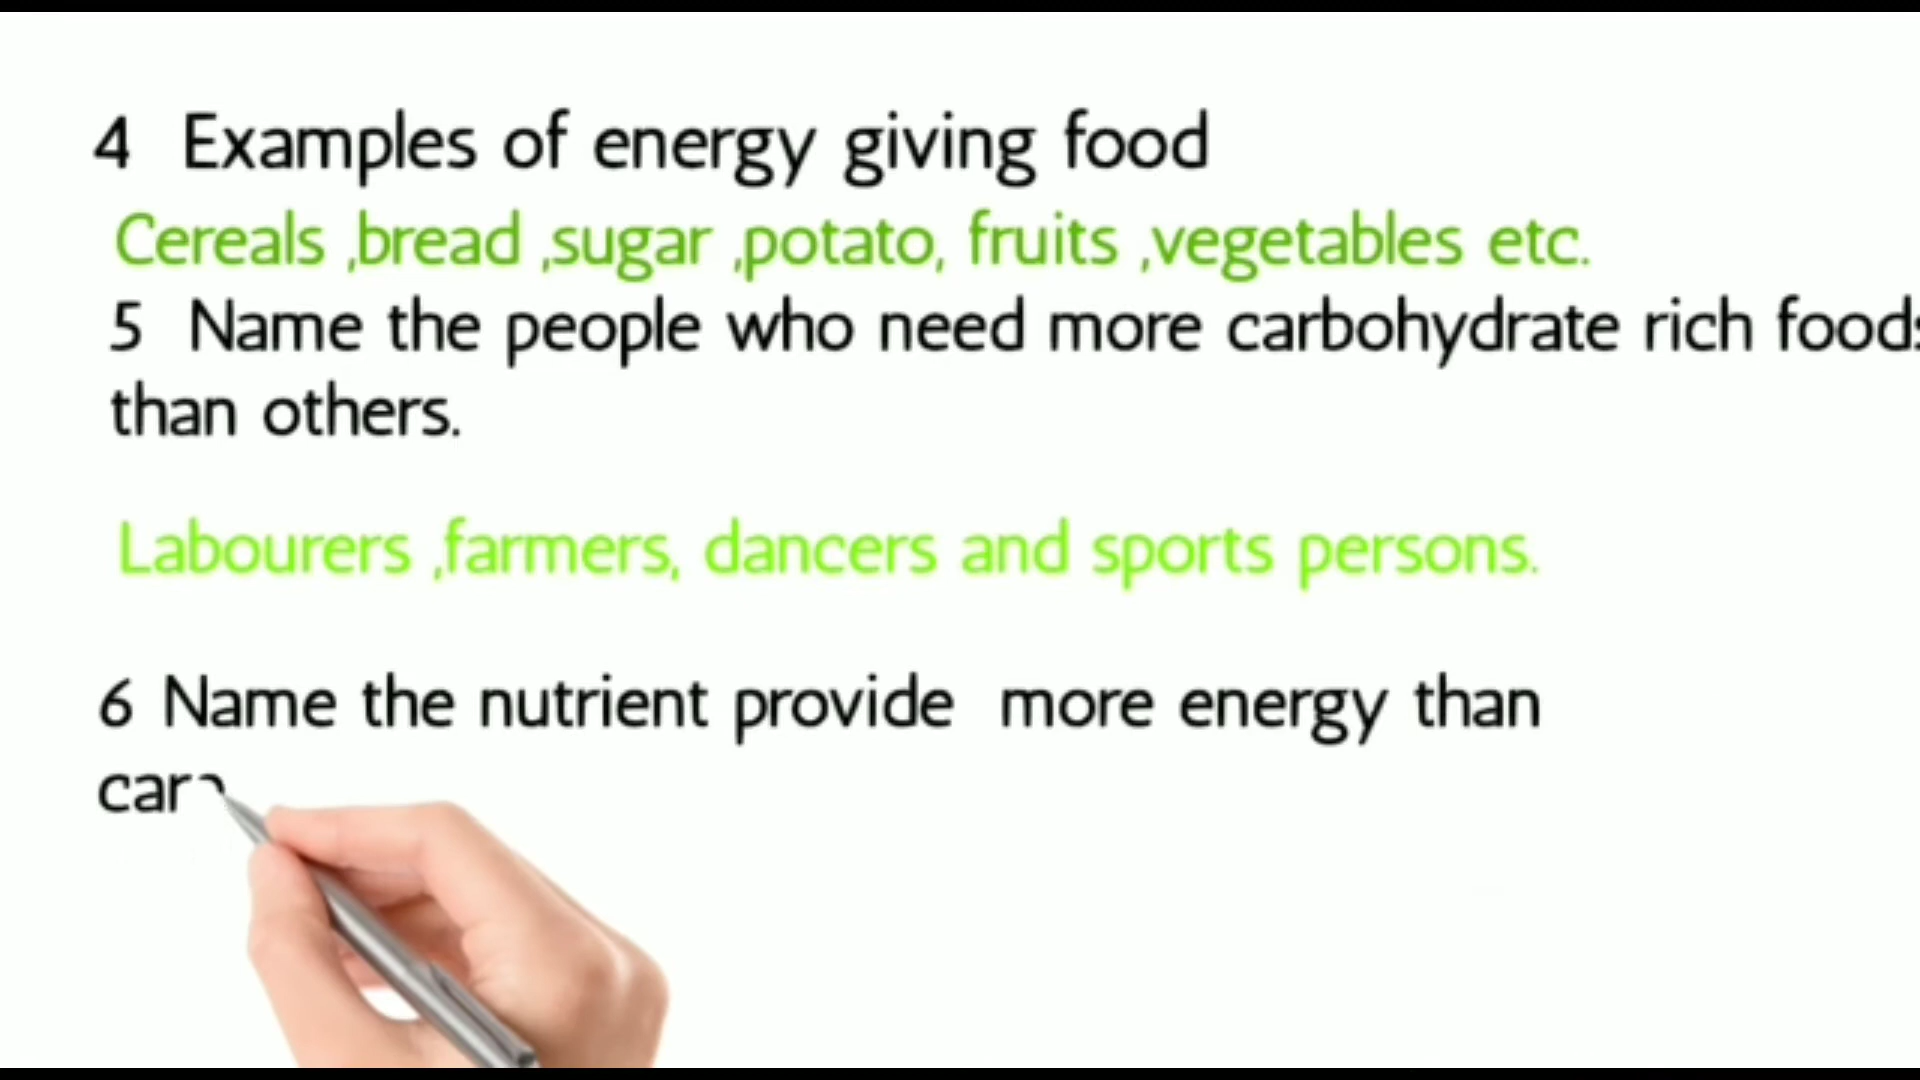 4 Examples of energy giving food
Cereals ,bread ,sugar ,potato, fruits ,vegetables etc.
5 Name the people who need more carbohydrate rich foods
than others.
Labourers ,farmers, dancers and sports persons.
6 Name the nutrient provide more energy than